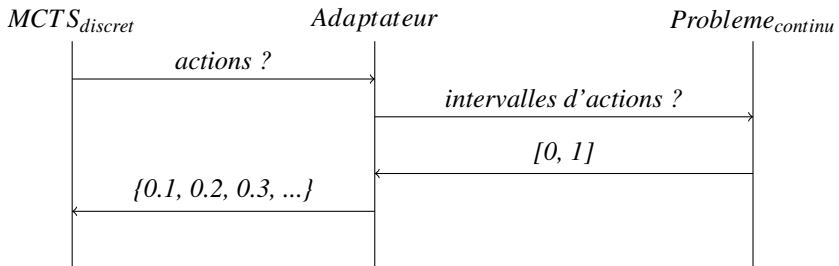 MCTS_discret Adaptateur Probleme_continu
actions ?
intervalles d'actions ?
[0, 1]
{0.1, 0.2, 0.3, ...}